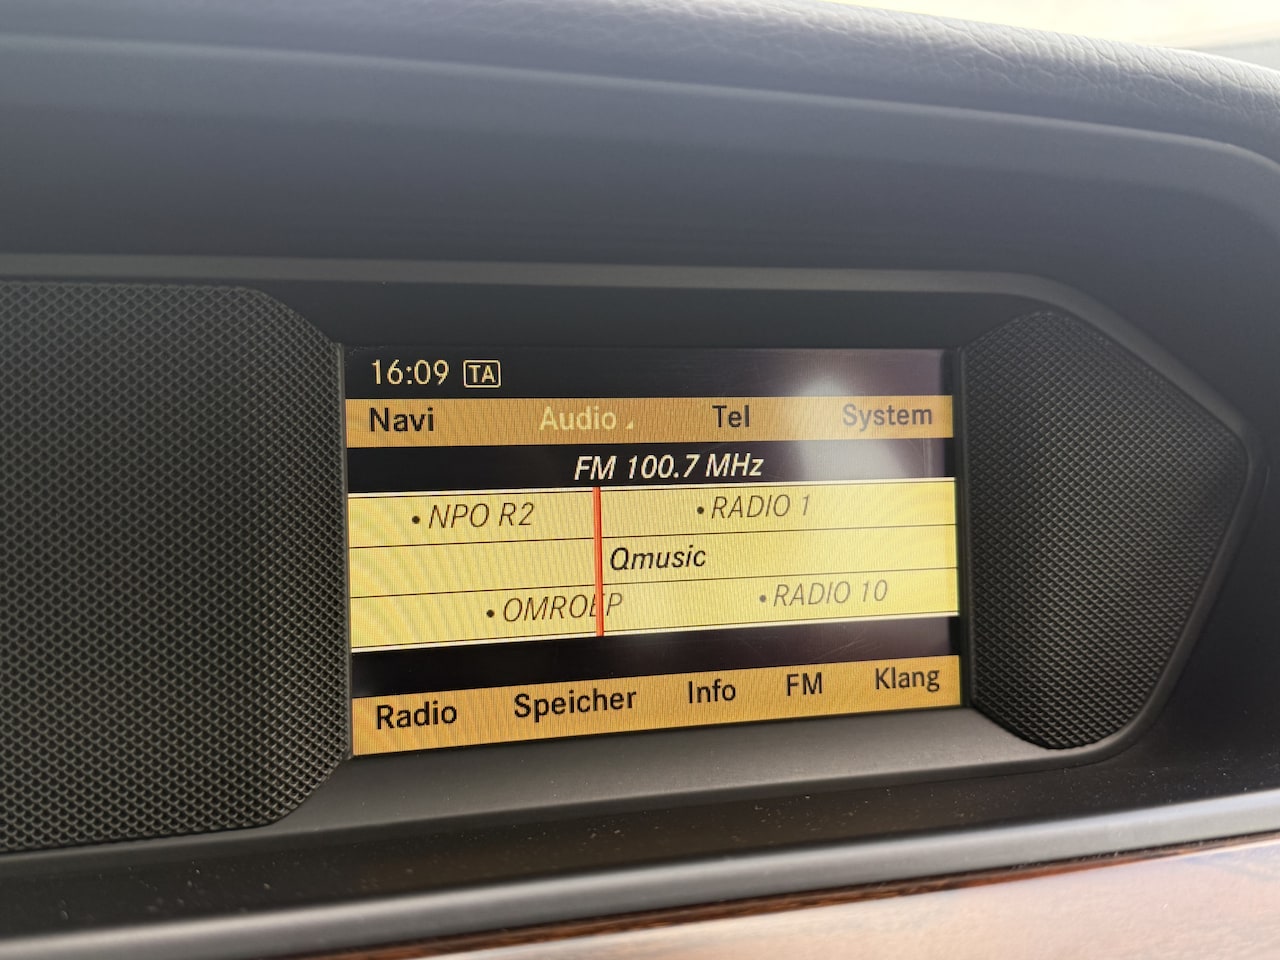 16:09 TA
Navi Audio Tel System
FM 100.7 MHz
•NPO R2 •RADIO 1
Qmusic
•OMROEP •RADIO 10
Radio Speicher Info FM Klang